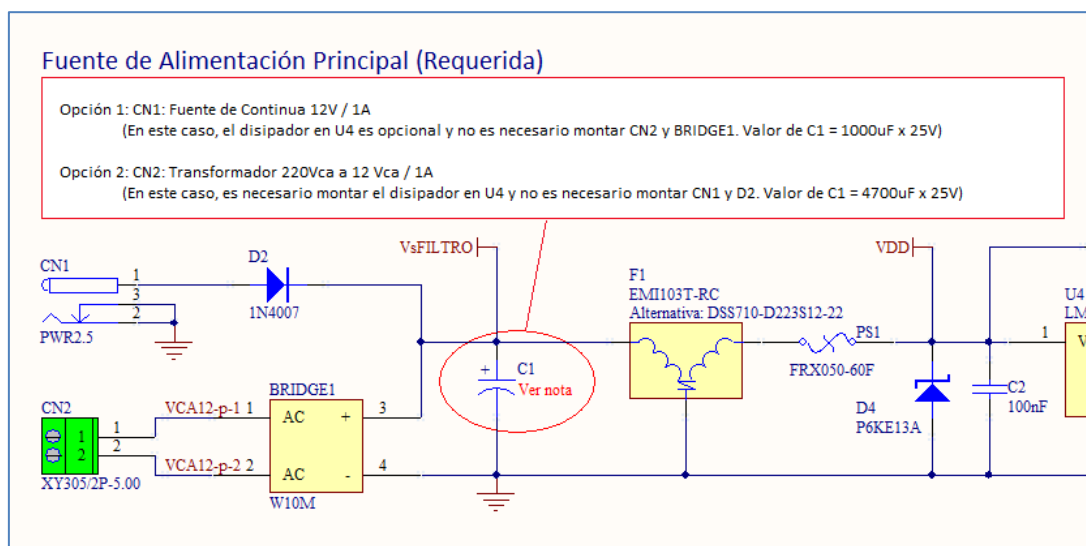 Fuente de Alimentación Principal (Requerida)
Opción 1: CN1: Fuente de Continua 12V / 1A
(En este caso, el disipador en U4 es opcional y no es necesario montar CN2 y BRIDGE1. Valor de C1 = 1000uF x 25V)
Opción 2: CN2: Transformador 220Vca a 12 Vca / 1A
(En este caso, es necesario montar el disipador en U4 y no es necesario montar CN1 y D2. Valor de C1 = 4700uF x 25V)
VsFILTRO
VDD
CN1
1
3
2
PWR2.5
D2
1N4007
F1
EMI103T-RC
Alternativa: DSS710-D223S12-22
PS1
FRX050-60F
U4
LM
1
V
+
C1
Ver nota
D4
P6KE13A
C2
100nF
CN2
1
2
1
2
XY305/2P-5.00
VCA12-p-1
VCA12-p-2
BRIDGE1
1
AC
+
3
2
AC
-
4
W10M